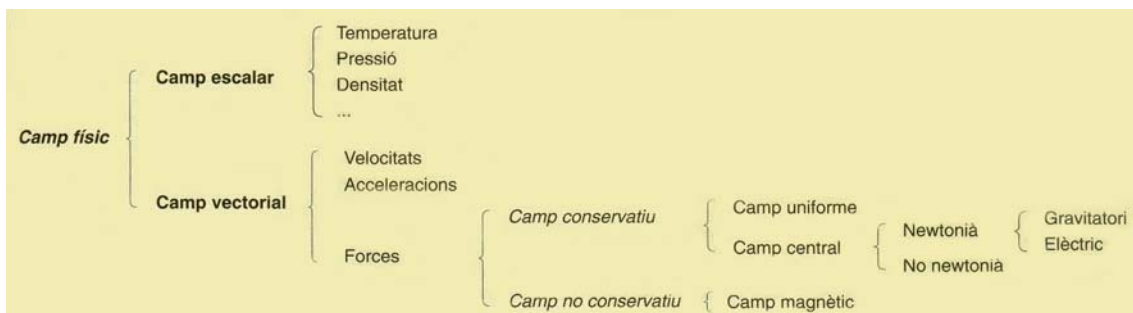 Temperatura
Pressió
Camp escalar
Densitat
...
Camp físic
Velocitats
Acceleracions
Camp vectorial
Camp conservatiu
Camp uniforme
Gravitatori
Newtonià
Forces
Camp central
Elèctric
No newtonià
Camp no conservatiu
Camp magnètic